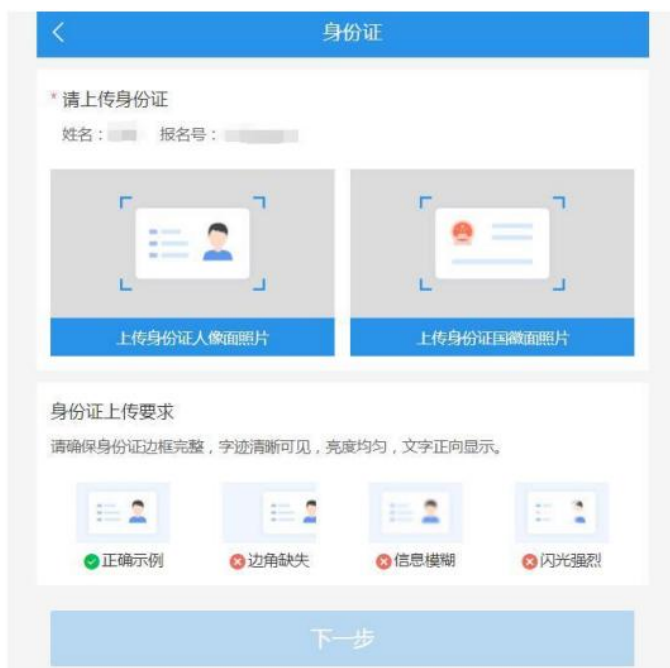 身份证
* 请上传身份证
姓名： 报名号：
上传身份证人像面照片
上传身份证国徽面照片
身份证上传要求
请确保身份证边框完整，字迹清晰可见，亮度均匀，文字正向显示。
正确示例
边角缺失
信息模糊
闪光强烈
下一步